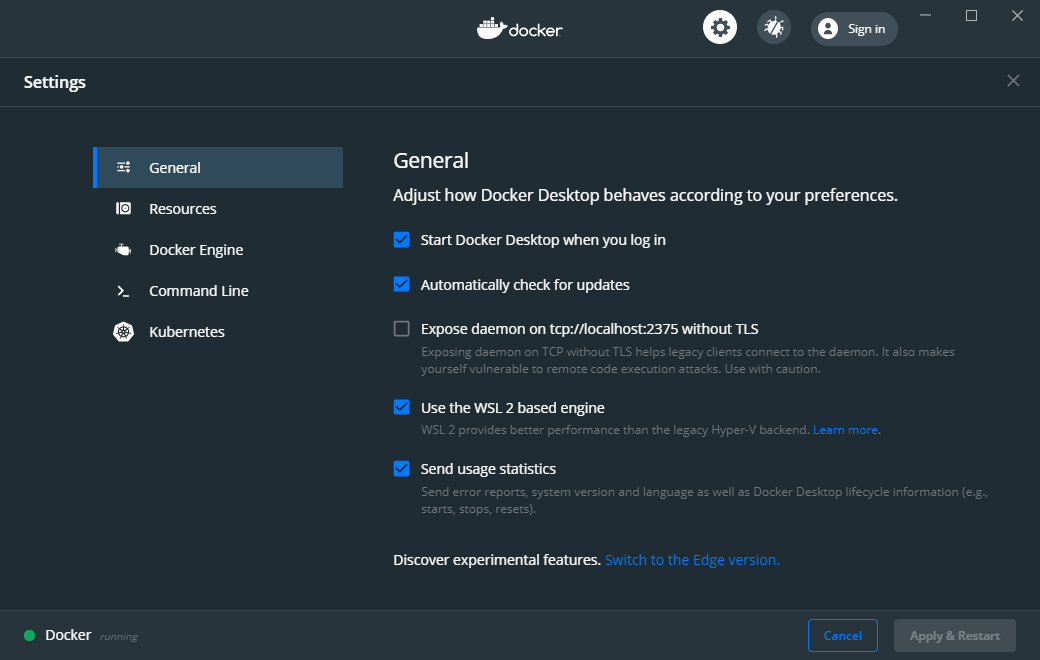 docker
Sign in
Settings
General
Resources
Docker Engine
Command Line
Kubernetes
General
Adjust how Docker Desktop behaves according to your preferences.
Start Docker Desktop when you log in
Automatically check for updates
Expose daemon on tcp://localhost:2375 without TLS
Exposing daemon on TCP without TLS helps legacy clients connect to the daemon. It also makes
yourself vulnerable to remote code execution attacks. Use with caution.
Use the WSL 2 based engine
WSL 2 provides better performance than the legacy Hyper-V backend. Learn more.
Send usage statistics
Send error reports, system version and language as well as Docker Desktop lifecycle information (e.g.,
starts, stops, resets).
Discover experimental features. Switch to the Edge version.
Docker running
Cancel
Apply & Restart